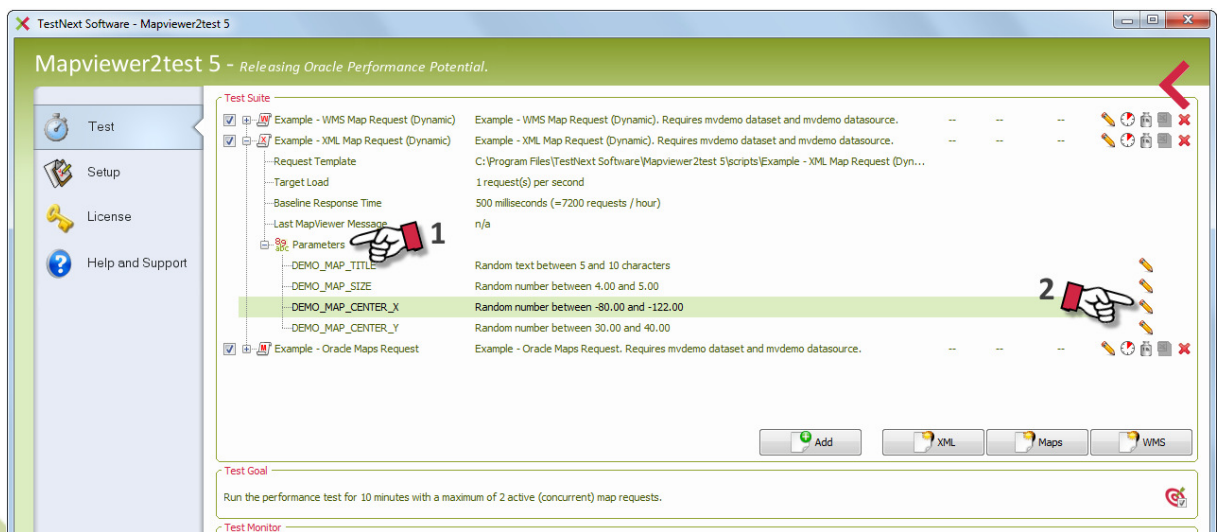 TestNext Software - Mapviewer2test 5
Mapviewer2test 5 - Releasing Oracle Performance Potential.
Test
Setup
License
Help and Support
Test Suite
Example - WMS Map Request (Dynamic) Example - WMS Map Request (Dynamic). Requires mvdemo dataset and mvdemo datasource. -- -- --
Example - XML Map Request (Dynamic) Example - XML Map Request (Dynamic). Requires mvdemo dataset and mvdemo datasource. -- -- --
Request Template C:\Program Files\TestNext Software\Mapviewer2test 5\scripts\Example - XML Map Request (Dyn...
Target Load 1 request(s) per second
Baseline Response Time 500 milliseconds (=7200 requests / hour)
Last MapViewer Message n/a
1
Parameters
DEMO_MAP_TITLE Random text between 5 and 10 characters
DEMO_MAP_SIZE Random number between 4.00 and 5.00
2
DEMO_MAP_CENTER_X Random number between -80.00 and -122.00
DEMO_MAP_CENTER_Y Random number between 30.00 and 40.00
Example - Oracle Maps Request Example - Oracle Maps Request. Requires mvdemo dataset and mvdemo datasource. -- -- --
Add XML Maps WMS
Test Goal
Run the performance test for 10 minutes with a maximum of 2 active (concurrent) map requests.
Test Monitor